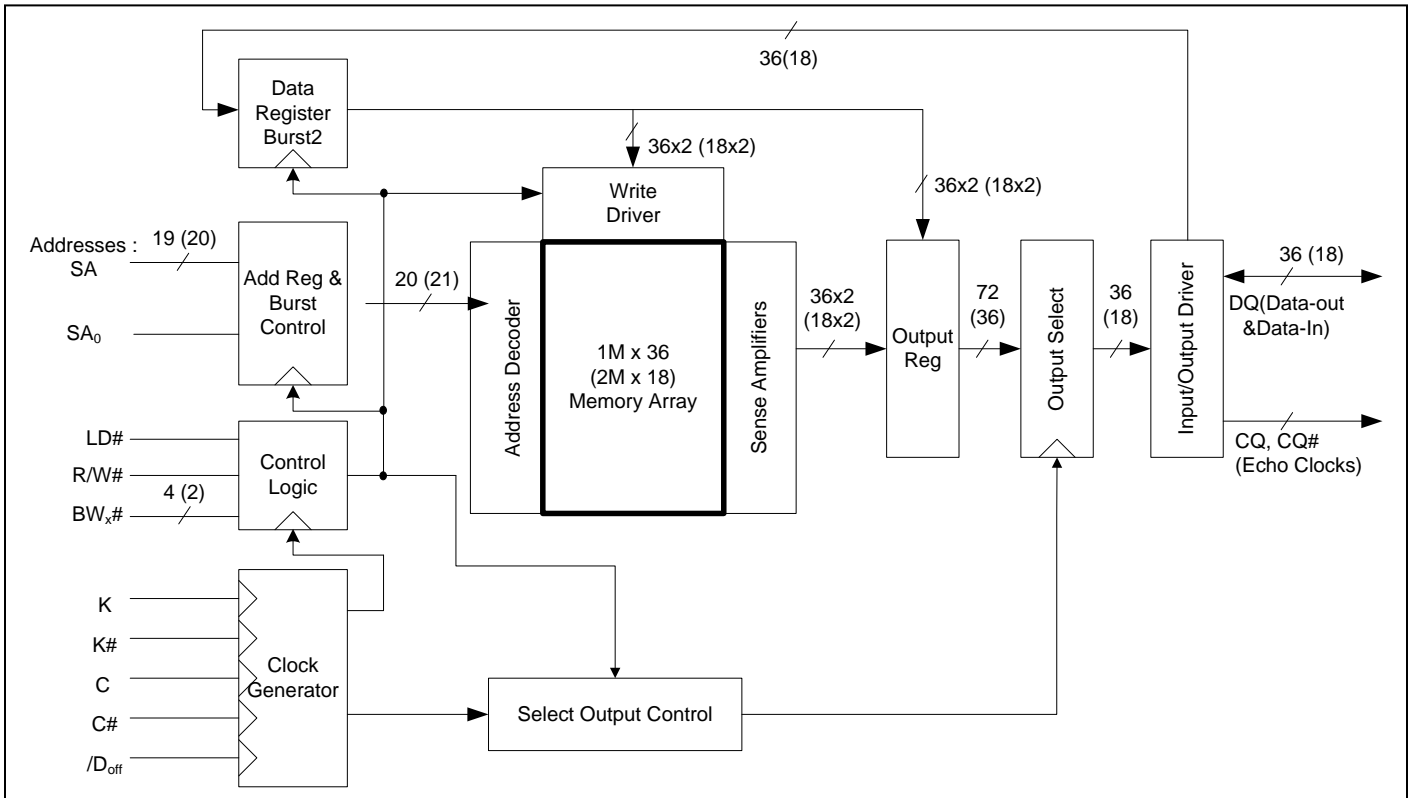 36(18)
Data
Register
Burst2
36x2 (18x2)
36x2 (18x2)
Write
Driver
Addresses :
SA
19 (20)
SA0
Add Reg &
Burst
Control
20 (21)
Address Decoder
1M x 36
(2M x 18)
Memory Array
Sense Amplifiers
36x2
(18x2)
Output
Reg
72
(36)
Output Select
36
(18)
Input/Output Driver
36 (18)
DQ(Data-out
&Data-In)
CQ, CQ#
(Echo Clocks)
LD#
R/W#
BWx#
4 (2)
Control
Logic
K
K#
C
C#
/Doff
Clock
Generator
Select Output Control